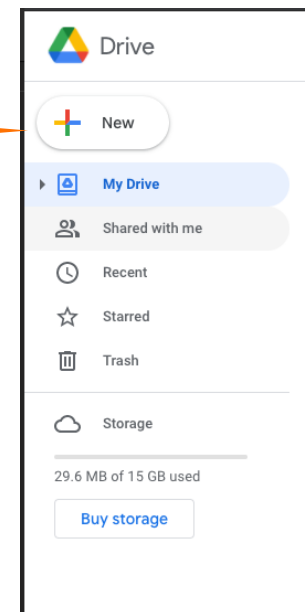 Drive
New
My Drive
Shared with me
Recent
Starred
Trash
Storage
29.6 MB of 15 GB used
Buy storage